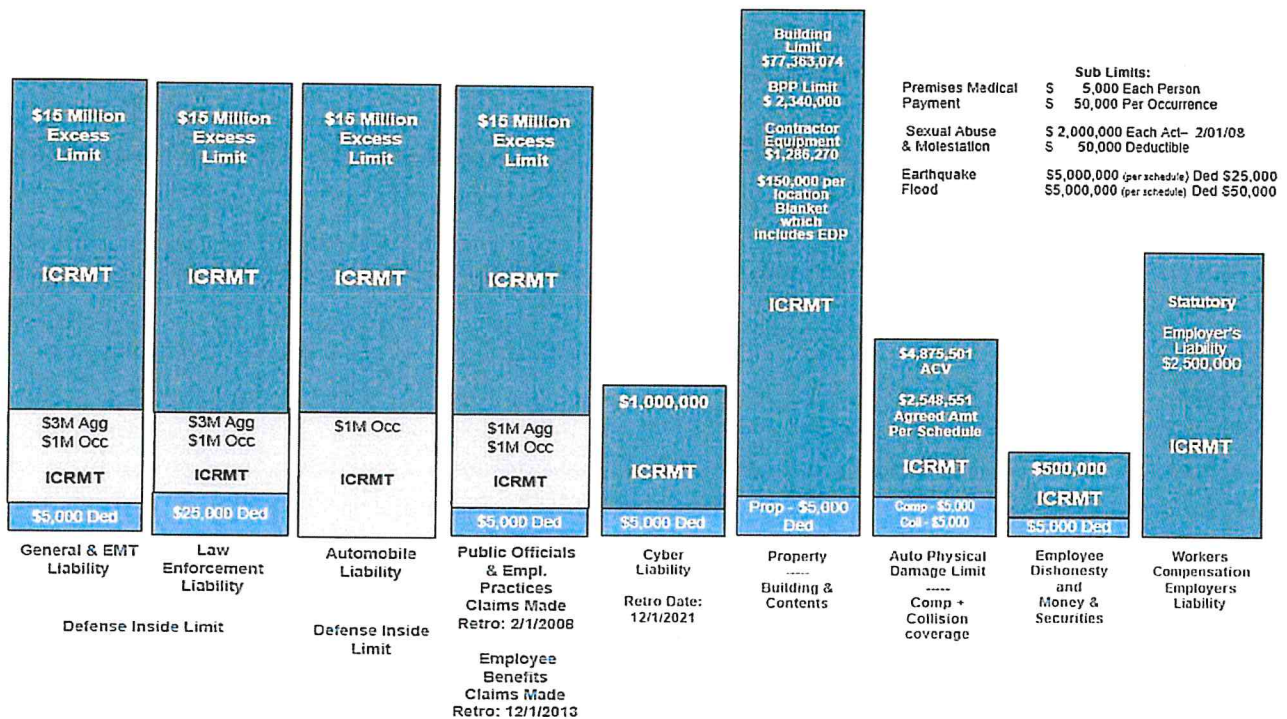 $15 Million
Excess
Limit
ICRMT
$3M Agg
$1M Occ
ICRMT
$5,000 Ded
General & EMT
Liability
$15 Million
Excess
Limit
ICRMT
$3M Agg
$1M Occ
ICRMT
$25,000 Ded
Law
Enforcement
Liability
Defense Inside Limit
$15 Million
Excess
Limit
ICRMT
$1M Occ
ICRMT
Automobile
Liability
Defense Inside
Limit
$15 Million
Excess
Limit
ICRMT
$1M Agg
$1M Occ
ICRMT
$5,000 Ded
Public Officials
& Empl.
Practices
Claims Made
Retro: 2/1/2008
Employee
Benefits
Claims Made
Retro: 12/1/2013
$1,000,000
ICRMT
$5,000 Ded
Cyber
Liability
Retro Date:
12/1/2021
Building
Limit
$77,363,074
BPP Limit
$ 2,340,000
Contractor
Equipment
$1,286,270
$150,000 per
location
Blanket
which
includes EDP
ICRMT
Prop - $5,000
Ded
Property
-----
Building &
Contents
$4,875,501
ACV
$2,548,551
Agreed Amt
Per Schedule
ICRMT
Comp - $5,000
Coll - $5,000
Auto Physical
Damage Limit
-----
Comp +
Collision
coverage
$500,000
ICRMT
$5,000 Ded
Employee
Dishonesty
and
Money &
Securities
Statutory
Employer's
Liability
$2,500,000
ICRMT
Workers
Compensation
Employers
Liability
Sub Limits:
Premises Medical $ 5,000 Each Person
Payment $ 50,000 Per Occurrence
Sexual Abuse $ 2,000,000 Each Act– 2/01/08
& Molestation $ 50,000 Deductible
Earthquake $5,000,000 (per schedule) Ded $25,000
Flood $5,000,000 (per schedule) Ded $50,000